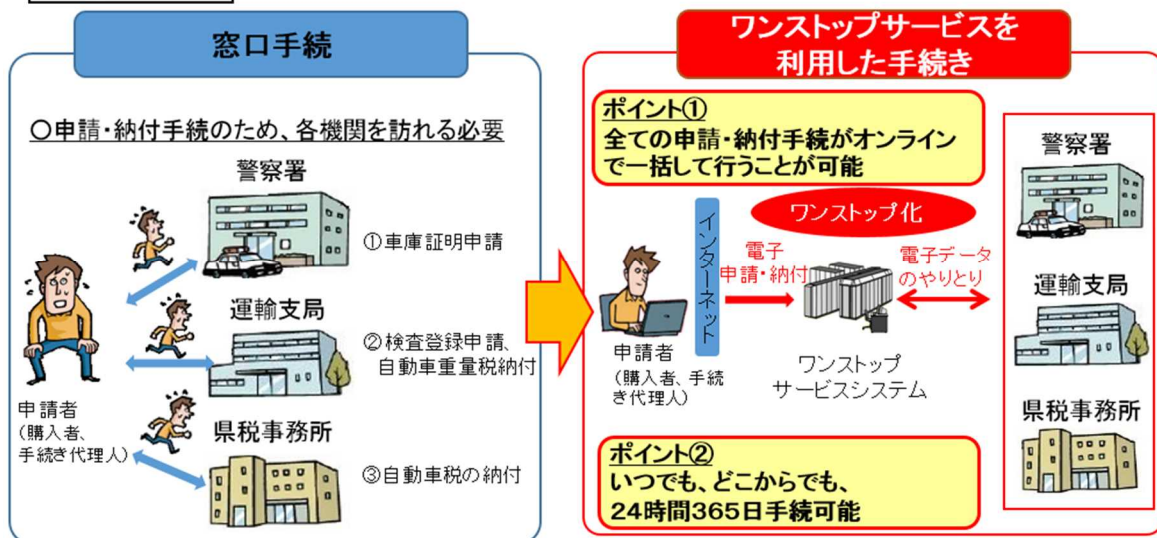 窓口手続
〇申請・納付手続のため、各機関を訪れる必要
警察署
①車庫証明申請
運輸支局
②検査登録申請、
自動車重量税納付
申請者
(購入者、
手続き代理人)
県税事務所
③自動車税の納付
ワンストップサービスを
利用した手続き
ポイント①
全ての申請・納付手続がオンライン
で一括して行うことが可能
ワンストップ化
インターネット
電子
申請・納付
電子データ
のやりとり
申請者
(購入者、手続
き代理人)
ワンストップ
サービスシステム
警察署
運輸支局
県税事務所
ポイント②
いつでも、どこからでも、
24時間365日手続可能